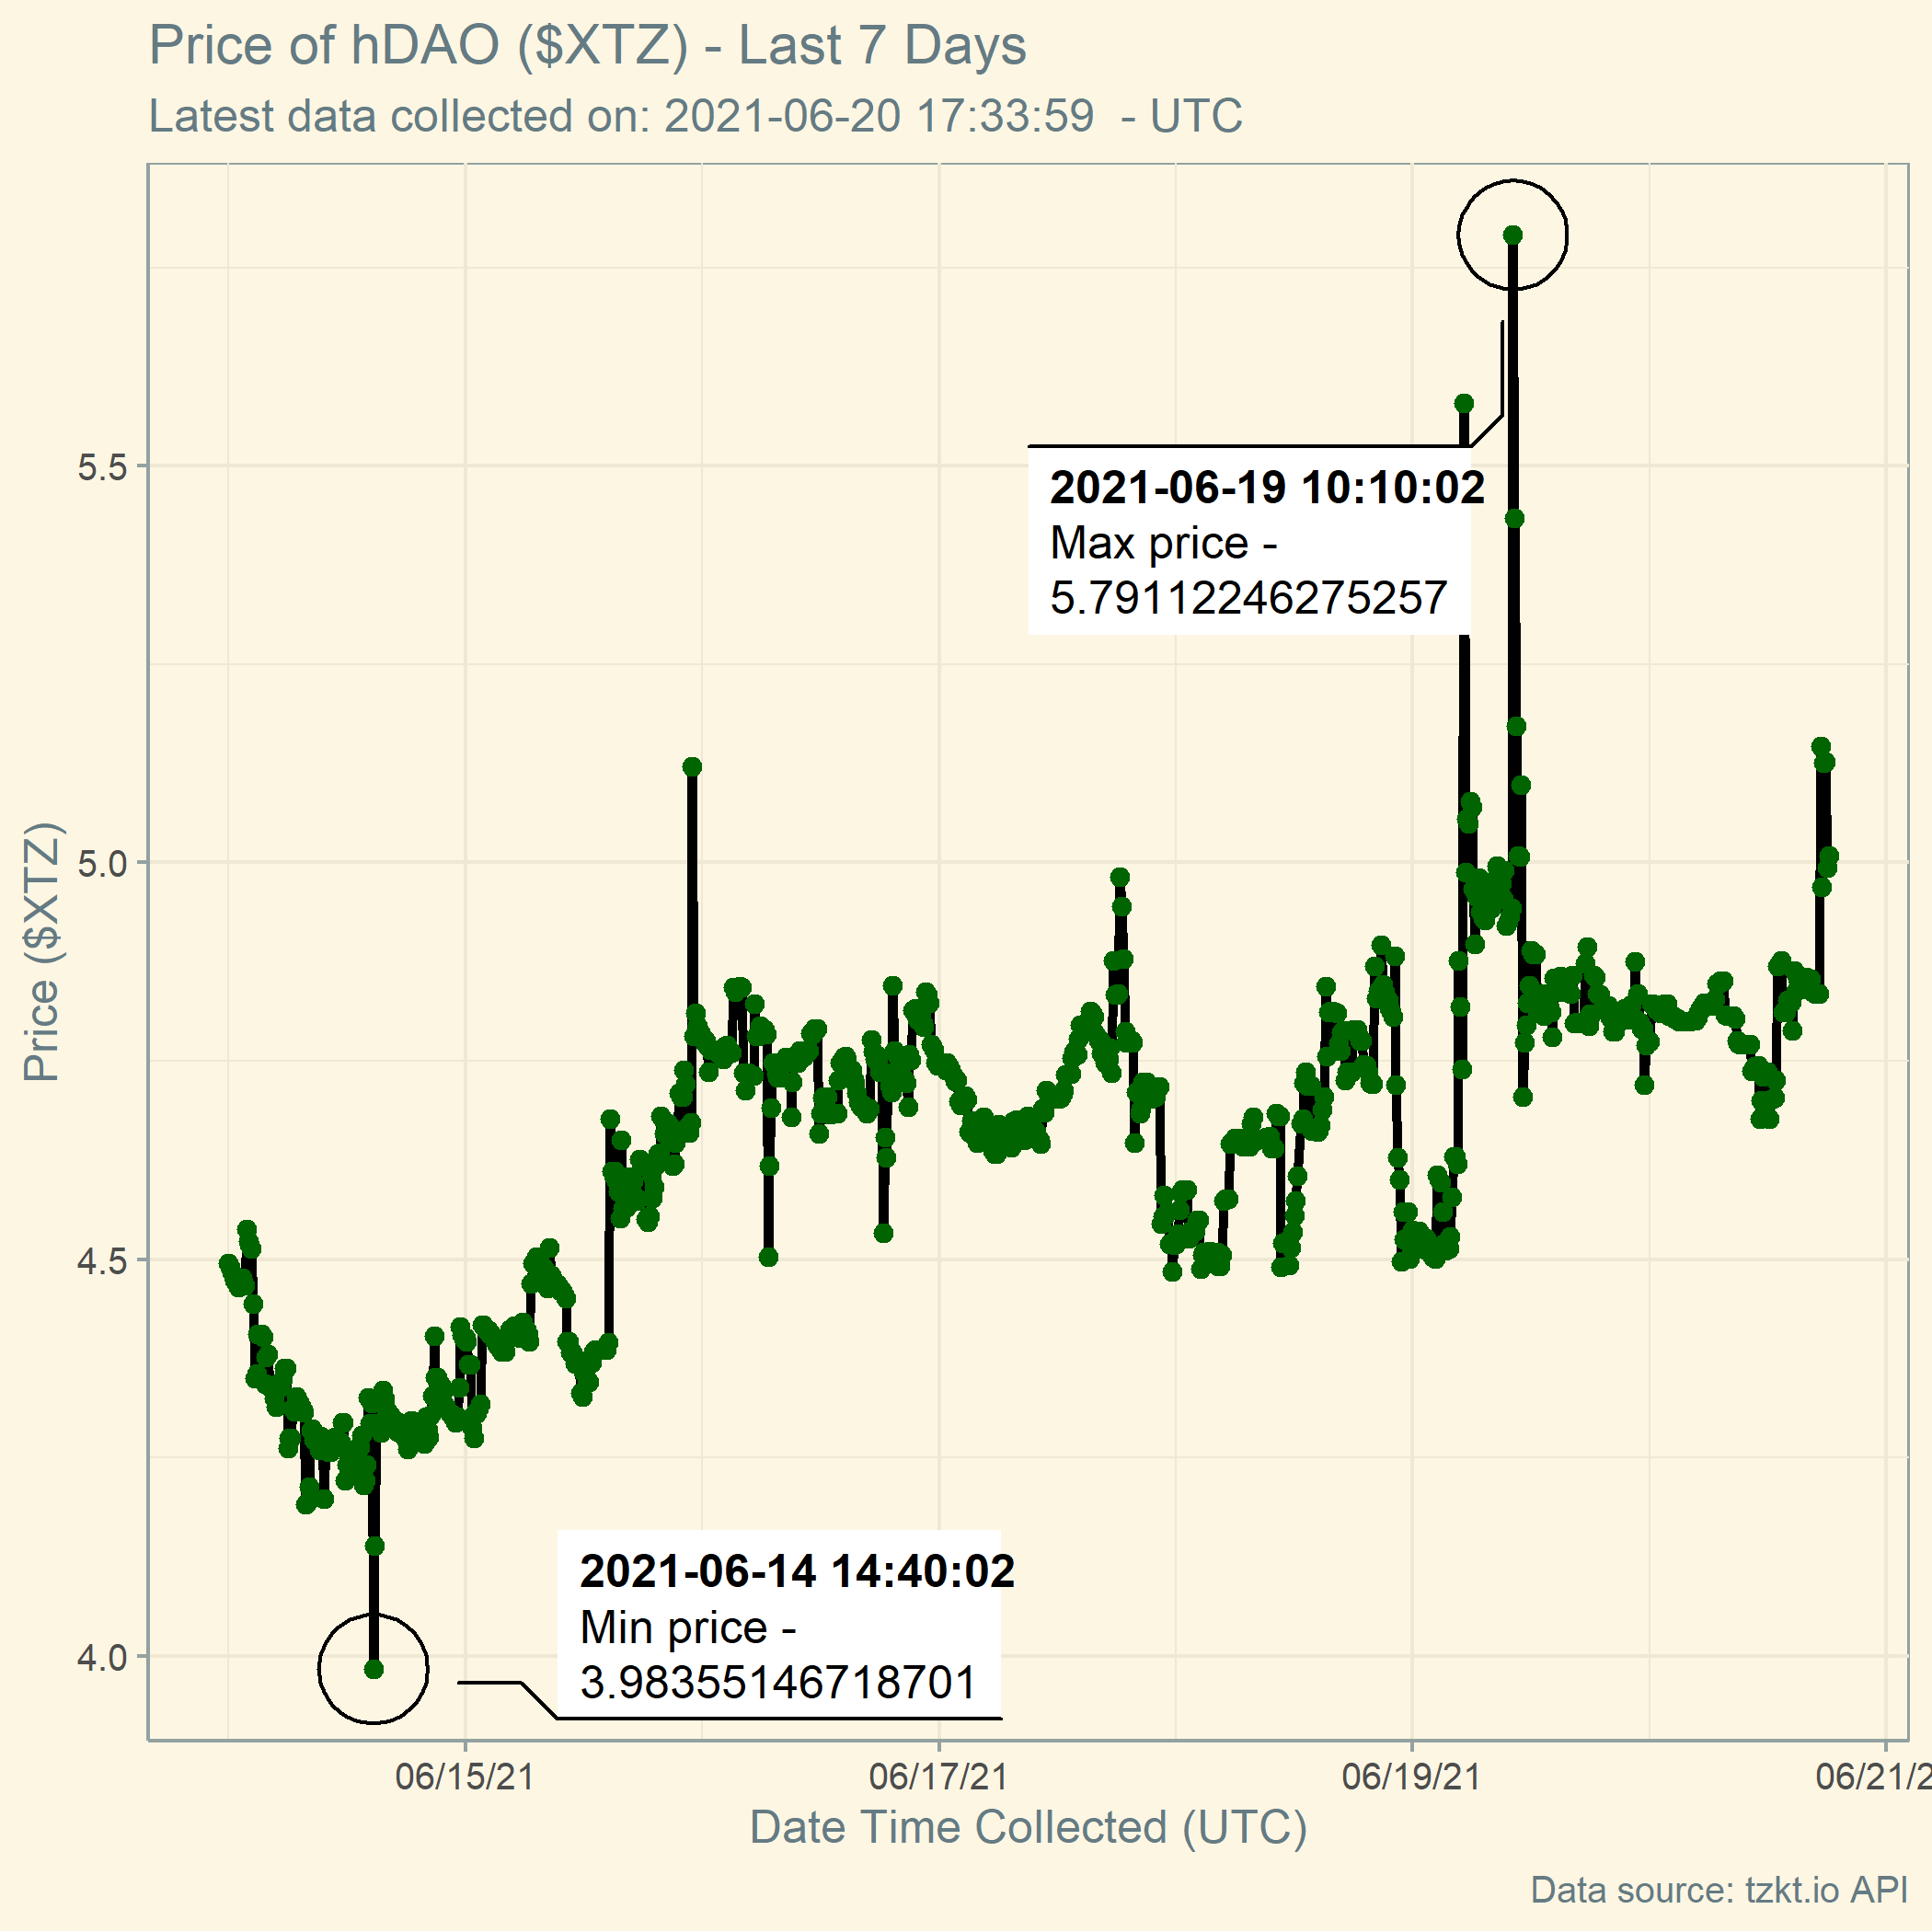 Price of hDAO ($XTZ) - Last 7 Days
Latest data collected on: 2021-06-20 17:33:59  - UTC
2021-06-19 10:10:02
Max price -
5.79112246275257
5.5
5.0
4.5
4.0
Price ($XTZ)
2021-06-14 14:40:02
Min price -
3.98355146718701
06/15/21
06/17/21
06/19/21
06/21/2
Date Time Collected (UTC)
Data source: tzkt.io API